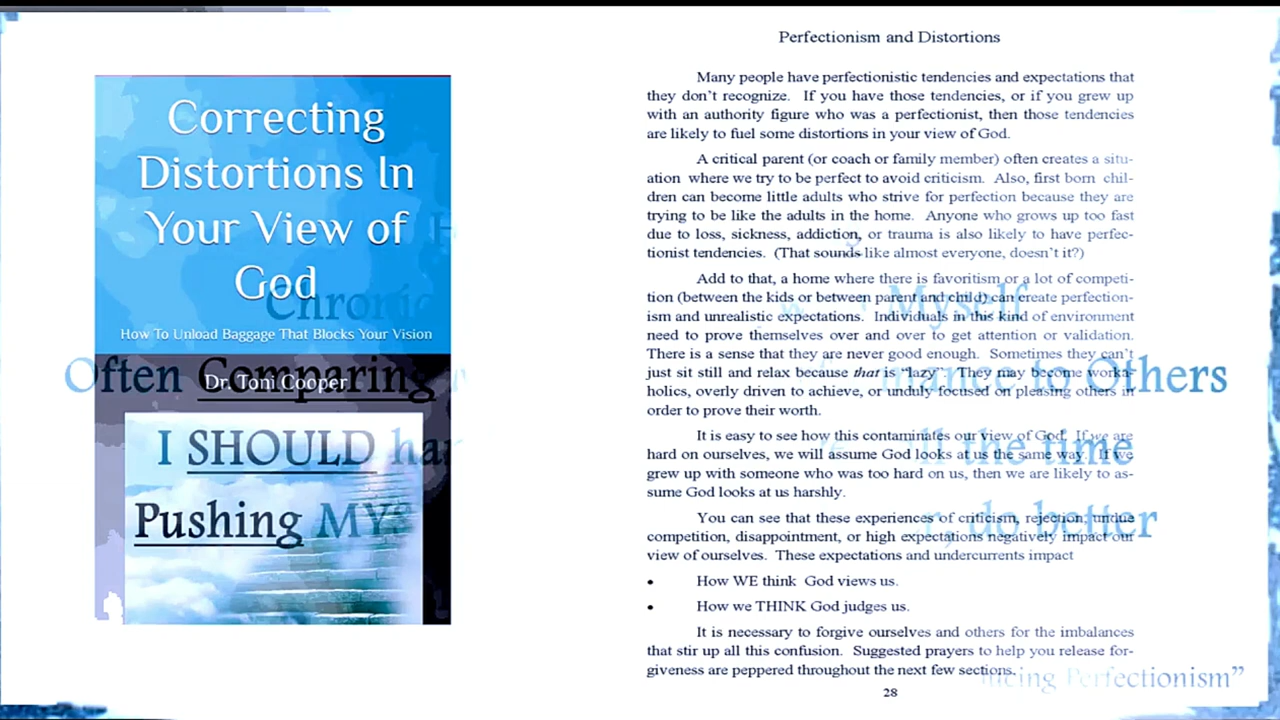 Correcting
Distortions In
Your View of
God
How To Unload Baggage That Blocks Your Vision
Dr. Toni Cooper
Chronic
Myself
Often Comparing
to Others
I SHOULD
all the time
Pushing MYS
do better
cing Perfectionism”
Perfectionism and Distortions
Many people have perfectionistic tendencies and expectations that
they don’t recognize. If you have those tendencies, or if you grew up
with an authority figure who was a perfectionist, then those tendencies
are likely to fuel some distortions in your view of God.
A critical parent (or coach or family member) often creates a situ-
ation where we try to be perfect to avoid criticism. Also, first born chil-
dren can become little adults who strive for perfection because they are
trying to be like the adults in the home. Anyone who grows up too fast
due to loss, sickness, addiction, or trauma is also likely to have perfec-
tionist tendencies. (That sounds like almost everyone, doesn’t it?)
Add to that, a home where there is favoritism or a lot of competi-
tion (between the kids or between parent and child) can create perfection-
ism and unrealistic expectations. Individuals in this kind of environment
need to prove themselves over and over to get attention or validation.
There is a sense that they are never good enough. Sometimes they can’t
just sit still and relax because that is “lazy”. They may become worka-
holics, overly driven to achieve, or unduly focused on pleasing others in
order to prove their worth.
It is easy to see how this contaminates our view of God. If we are
hard on ourselves, we will assume God looks at us the same way. If we
grew up with someone who was too hard on us, then we are likely to as-
sume God looks at us harshly.
You can see that these experiences of criticism, rejection, undue
competition, disappointment, or high expectations negatively impact our
view of ourselves. These expectations and undercurrents impact
• How WE think God views us.
• How we THINK God judges us.
It is necessary to forgive ourselves and others for the imbalances
that stir up all this confusion. Suggested prayers to help you release for-
giveness are peppered throughout the next few sections.
28